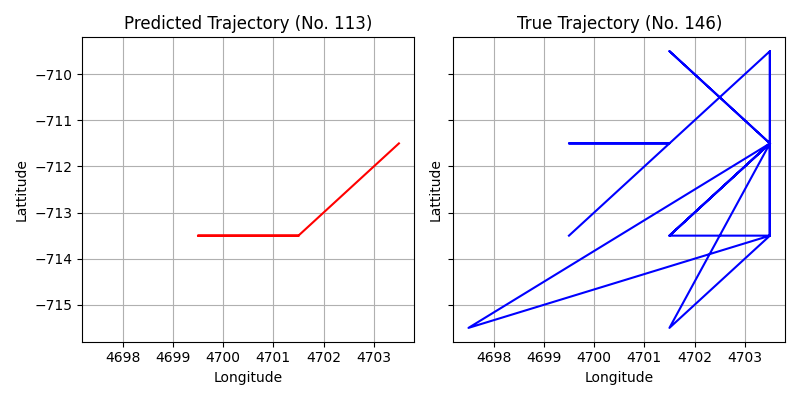 Predicted Trajectory (No. 113)
True Trajectory (No. 146)
−710
−711
−712
−713
−714
−715
Lattitude
Lattitude
4698 4699 4700 4701 4702 4703
4698 4699 4700 4701 4702 4703
Longitude
Longitude